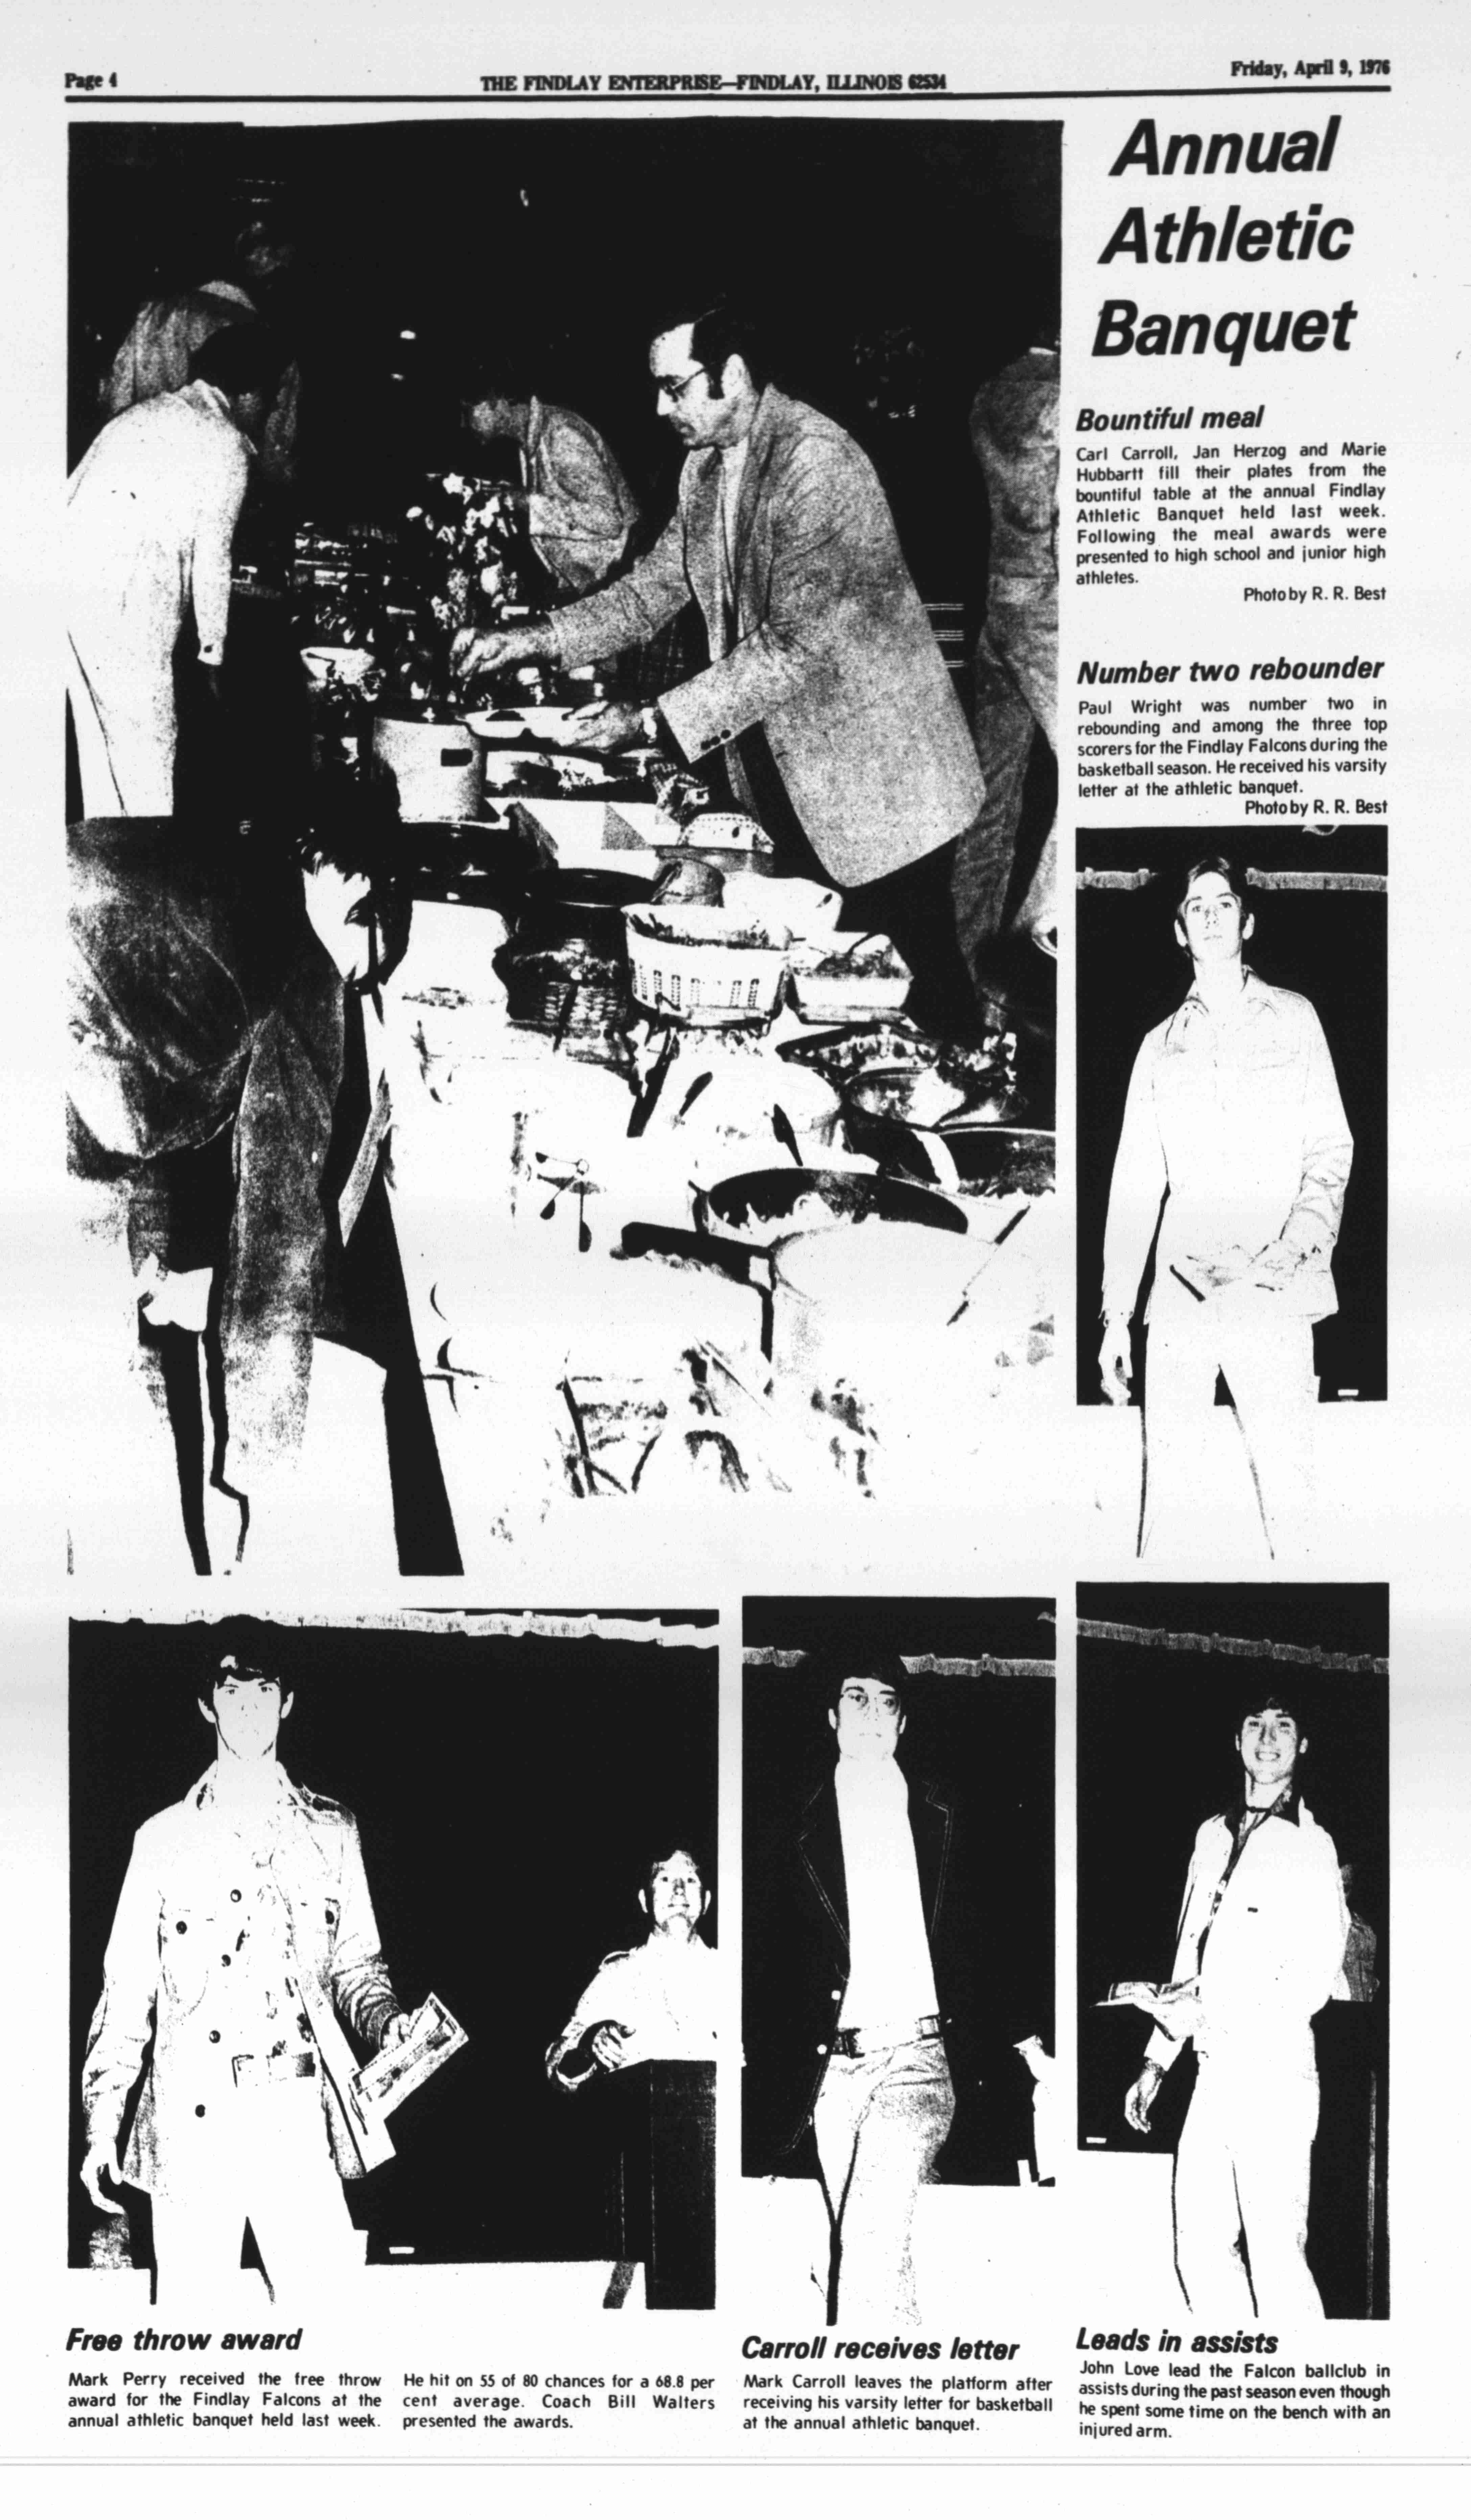 Page 4
THE FINDLAY ENTERPRISE—FINDLAY, ILLINOIS 62534
Friday, April 9, 1976
Annual
Athletic
Banquet
Bountiful meal
Carl Carroll, Jan Herzog and Marie
Hubbartt fill their plates from the
bountiful table at the annual Findlay
Athletic Banquet held last week.
Following the meal awards were
presented to high school and junior high
athletes.
Photo by R. R. Best
Number two rebounder
Paul Wright was number two in
rebounding and among the three top
scorers for the Findlay Falcons during the
basketball season. He received his varsity
letter at the athletic banquet.
Photo by R. R. Best
Free throw award
Mark Perry received the free throw
award for the Findlay Falcons at the
annual athletic banquet held last week.
He hit on 55 of 80 chances for a 68.8 per
cent average. Coach Bill Walters
presented the awards.
Carroll receives letter
Mark Carroll leaves the platform after
receiving his varsity letter for basketball
at the annual athletic banquet.
Leads in assists
John Love lead the Falcon ballclub in
assists during the past season even though
he spent some time on the bench with an
injured arm.